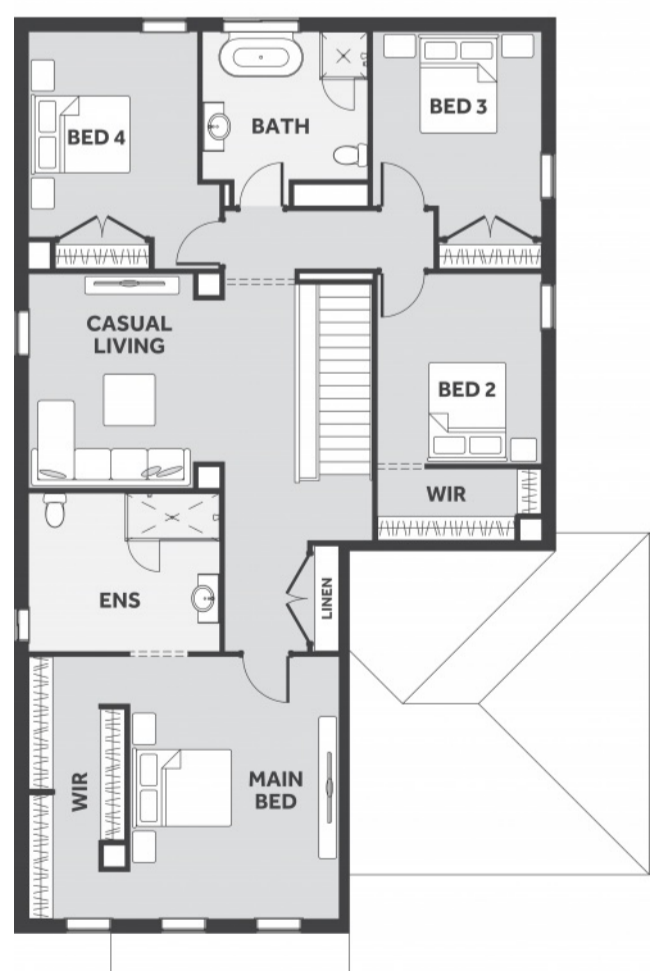 BED 4
BATH
BED 3
CASUAL
LIVING
BED 2
WIR
ENS
LINEN
WIR
MAIN
BED